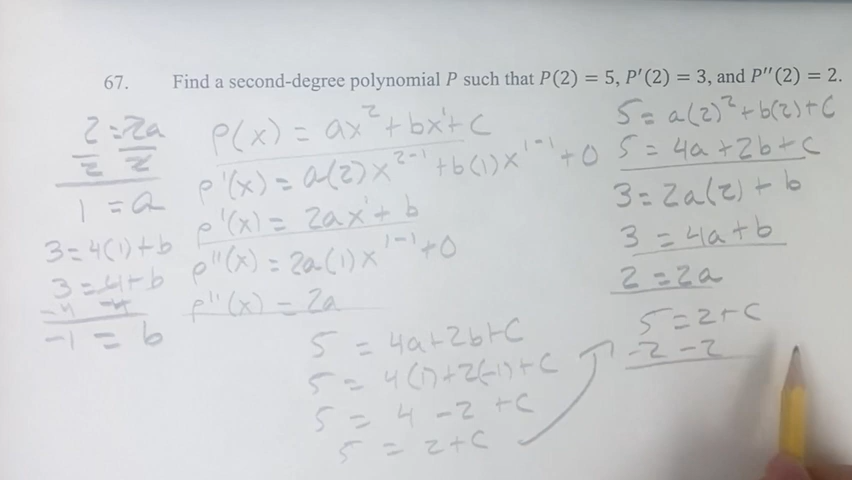 67. Find a second-degree polynomial P such that P(2) = 5, P′(2) = 3, and P″(2) = 2.
2 = 2a
2 2
1 = a
3 = 4(1) + b
3 = 4 + b
-4 -4
-1 = b
P(x) = ax² + bx¹ + c
P'(x) = a(2)x²⁻¹ + b(1)x¹⁻¹ + 0
P'(x) = 2ax¹ + b
P''(x) = 2a(1)x¹⁻¹ + 0
P''(x) = 2a
5 = 4a + 2b + c
5 = 4(1) + 2(-1) + c
5 = 4 - 2 + c
5 = 2 + c
5 = a(2)² + b(2) + c
5 = 4a + 2b + c
3 = 2a(2) + b
3 = 4a + b
2 = 2a
5 = 2 + c
-2 -2